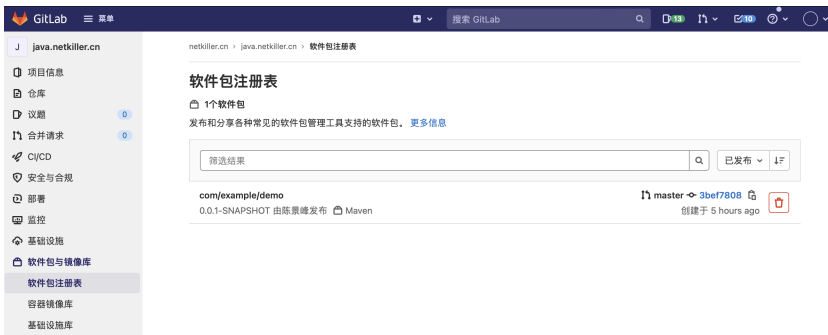 GitLab 菜单 搜索 GitLab 13 10
J java.netkiller.cn
项目信息
仓库
议题 0
合并请求 0
CI/CD
安全与合规
部署
监控
基础设施
软件包与镜像库
软件包注册表
容器镜像库
基础设施库
netkiller.cn › java.netkiller.cn › 软件包注册表
软件包注册表
1个软件包
发布和分享各种常见的软件包管理工具支持的软件包。 更多信息
筛选结果 已发布
com/example/demo master 3bef7808
0.0.1-SNAPSHOT 由陈景峰发布 Maven 创建于 5 hours ago